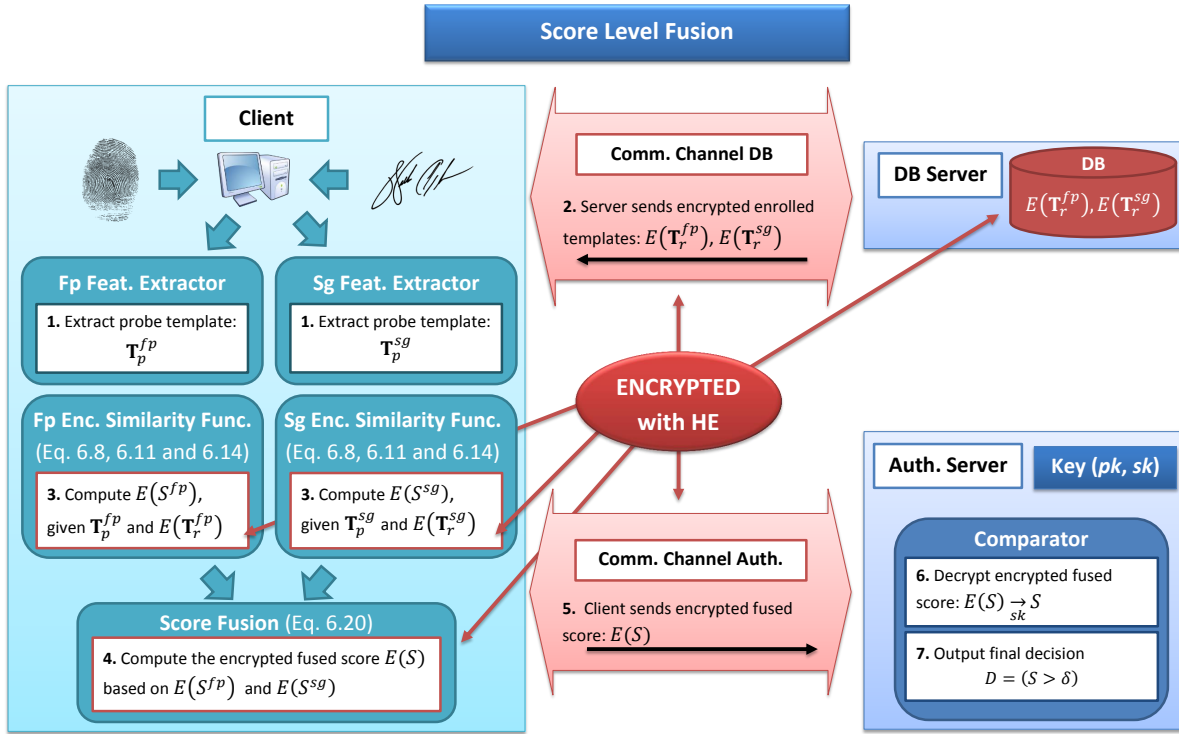 Score Level Fusion
Client
Fp Feat. Extractor
1. Extract probe template:
T_p^{fp}
Sg Feat. Extractor
1. Extract probe template:
T_p^{sg}
Fp Enc. Similarity Func.
(Eq. 6.8, 6.11 and 6.14)
3. Compute E(S^{fp}),
given T_p^{fp} and E(T_r^{fp})
Sg Enc. Similarity Func.
(Eq. 6.8, 6.11 and 6.14)
3. Compute E(S^{sg}),
given T_p^{sg} and E(T_r^{sg})
Score Fusion (Eq. 6.20)
4. Compute the encrypted fused score E(S)
based on E(S^{fp}) and E(S^{sg})
Comm. Channel DB
2. Server sends encrypted enrolled
templates: E(T_r^{fp}), E(T_r^{sg})
ENCRYPTED
with HE
Comm. Channel Auth.
5. Client sends encrypted fused
score: E(S)
DB Server
DB
E(T_r^{fp}), E(T_r^{sg})
Auth. Server
Key (pk, sk)
Comparator
6. Decrypt encrypted fused
score: E(S) → S
sk
7. Output final decision
D = (S > δ)